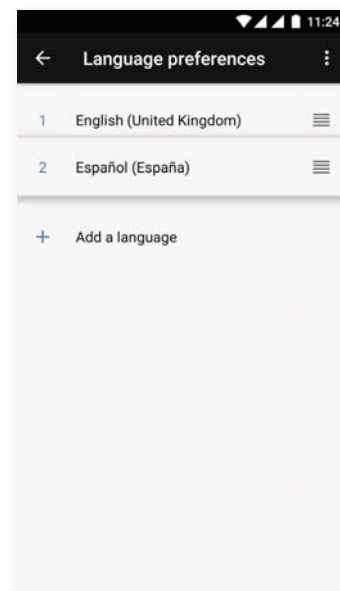 11:24
Language preferences
1 English (United Kingdom)
2 Español (España)
+ Add a language